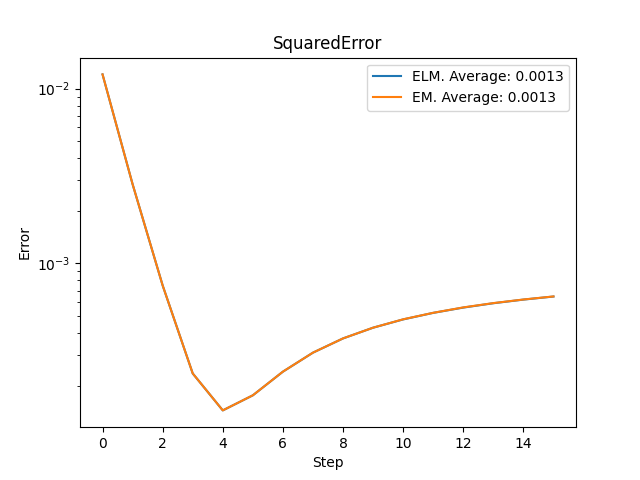 SquaredError
ELM. Average: 0.0013
EM. Average: 0.0013
10⁻²
10⁻³
Error
0 2 4 6 8 10 12 14
Step